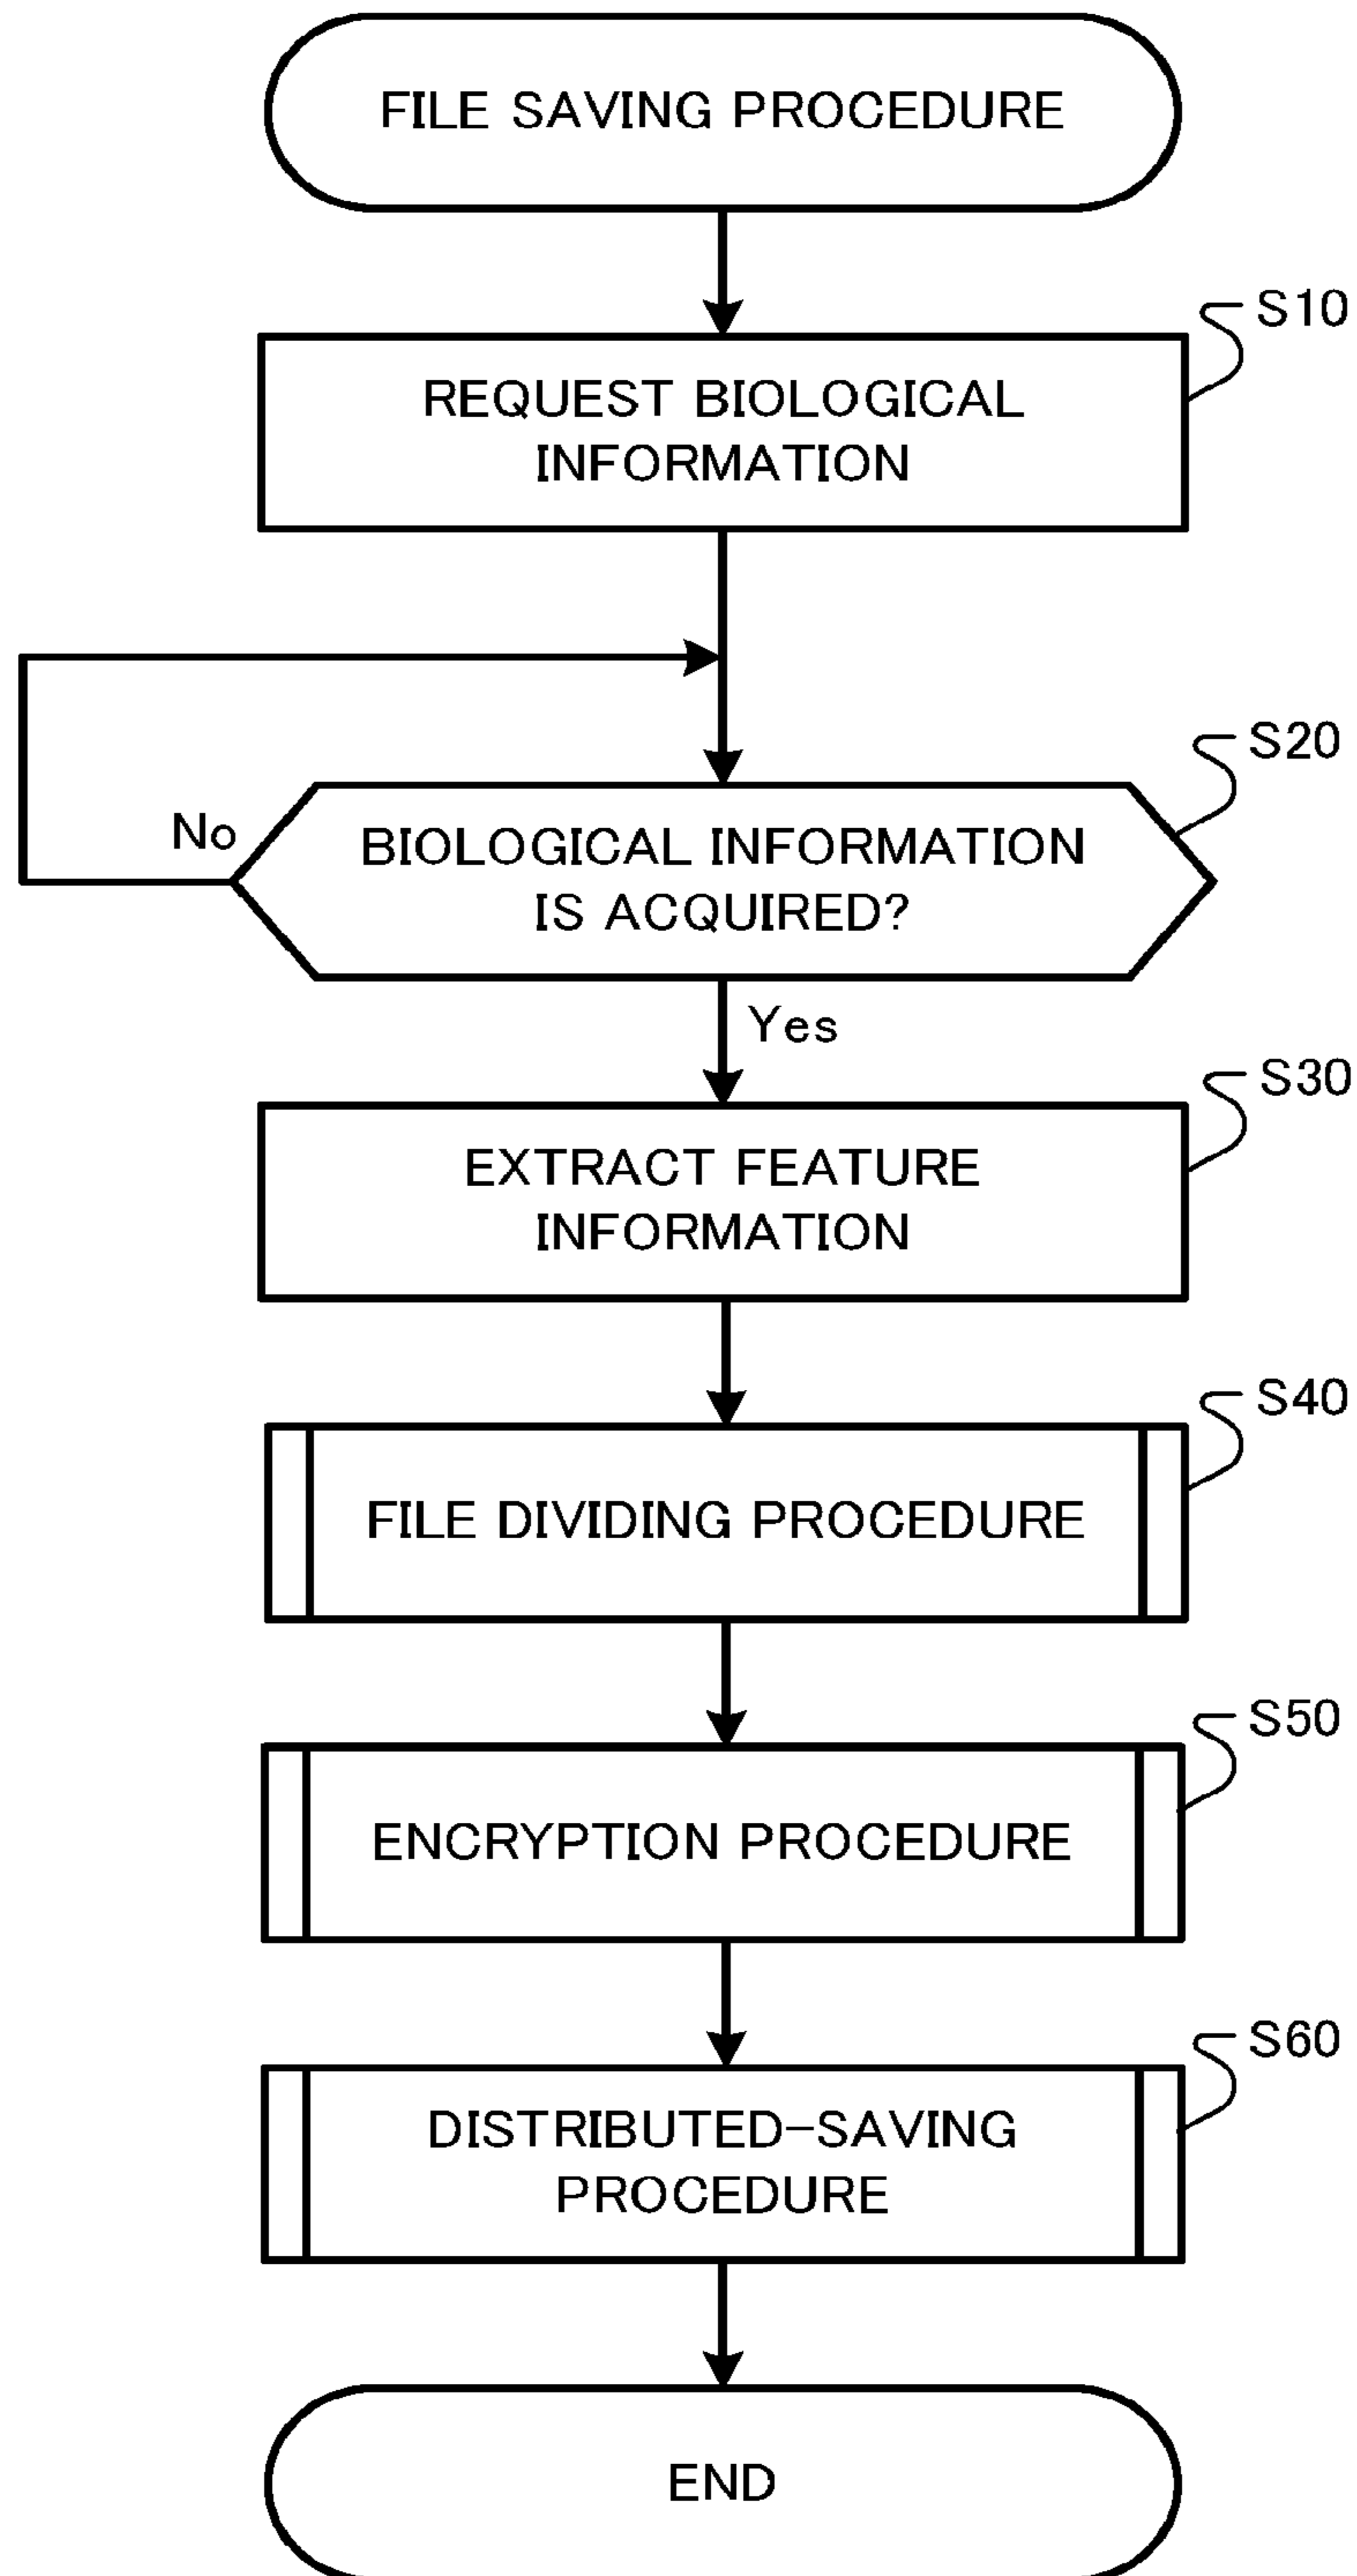 FILE SAVING PROCEDURE
S10
REQUEST BIOLOGICAL
INFORMATION
S20
No
BIOLOGICAL INFORMATION
IS ACQUIRED?
Yes
S30
EXTRACT FEATURE
INFORMATION
S40
FILE DIVIDING PROCEDURE
S50
ENCRYPTION PROCEDURE
S60
DISTRIBUTED-SAVING
PROCEDURE
END